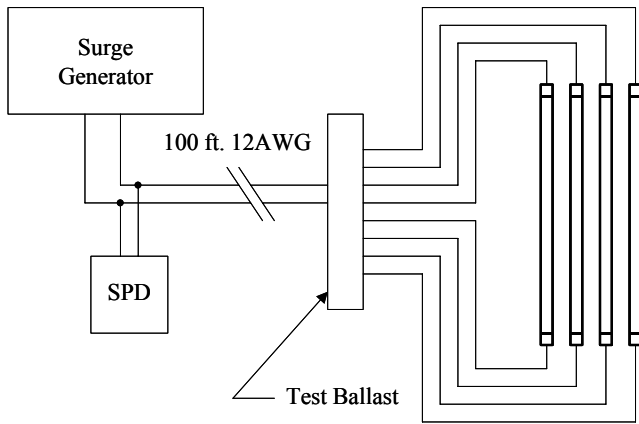 Surge
Generator
100 ft. 12AWG
SPD
Test Ballast